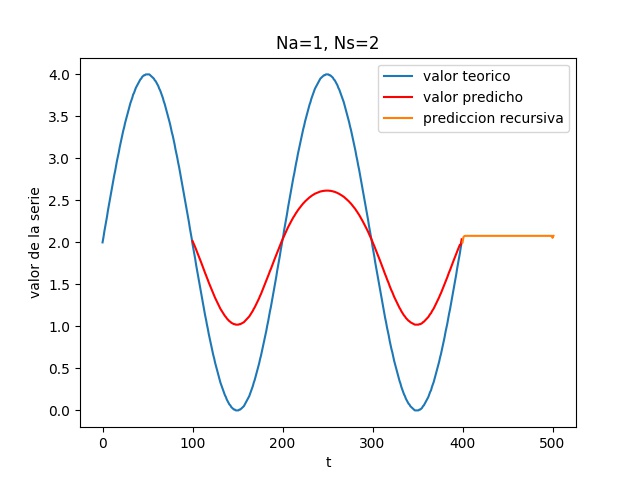 Na=1, Ns=2
valor teorico
valor predicho
prediccion recursiva
valor de la serie
4.0
3.5
3.0
2.5
2.0
1.5
1.0
0.5
0.0
0 100 200 300 400 500
t